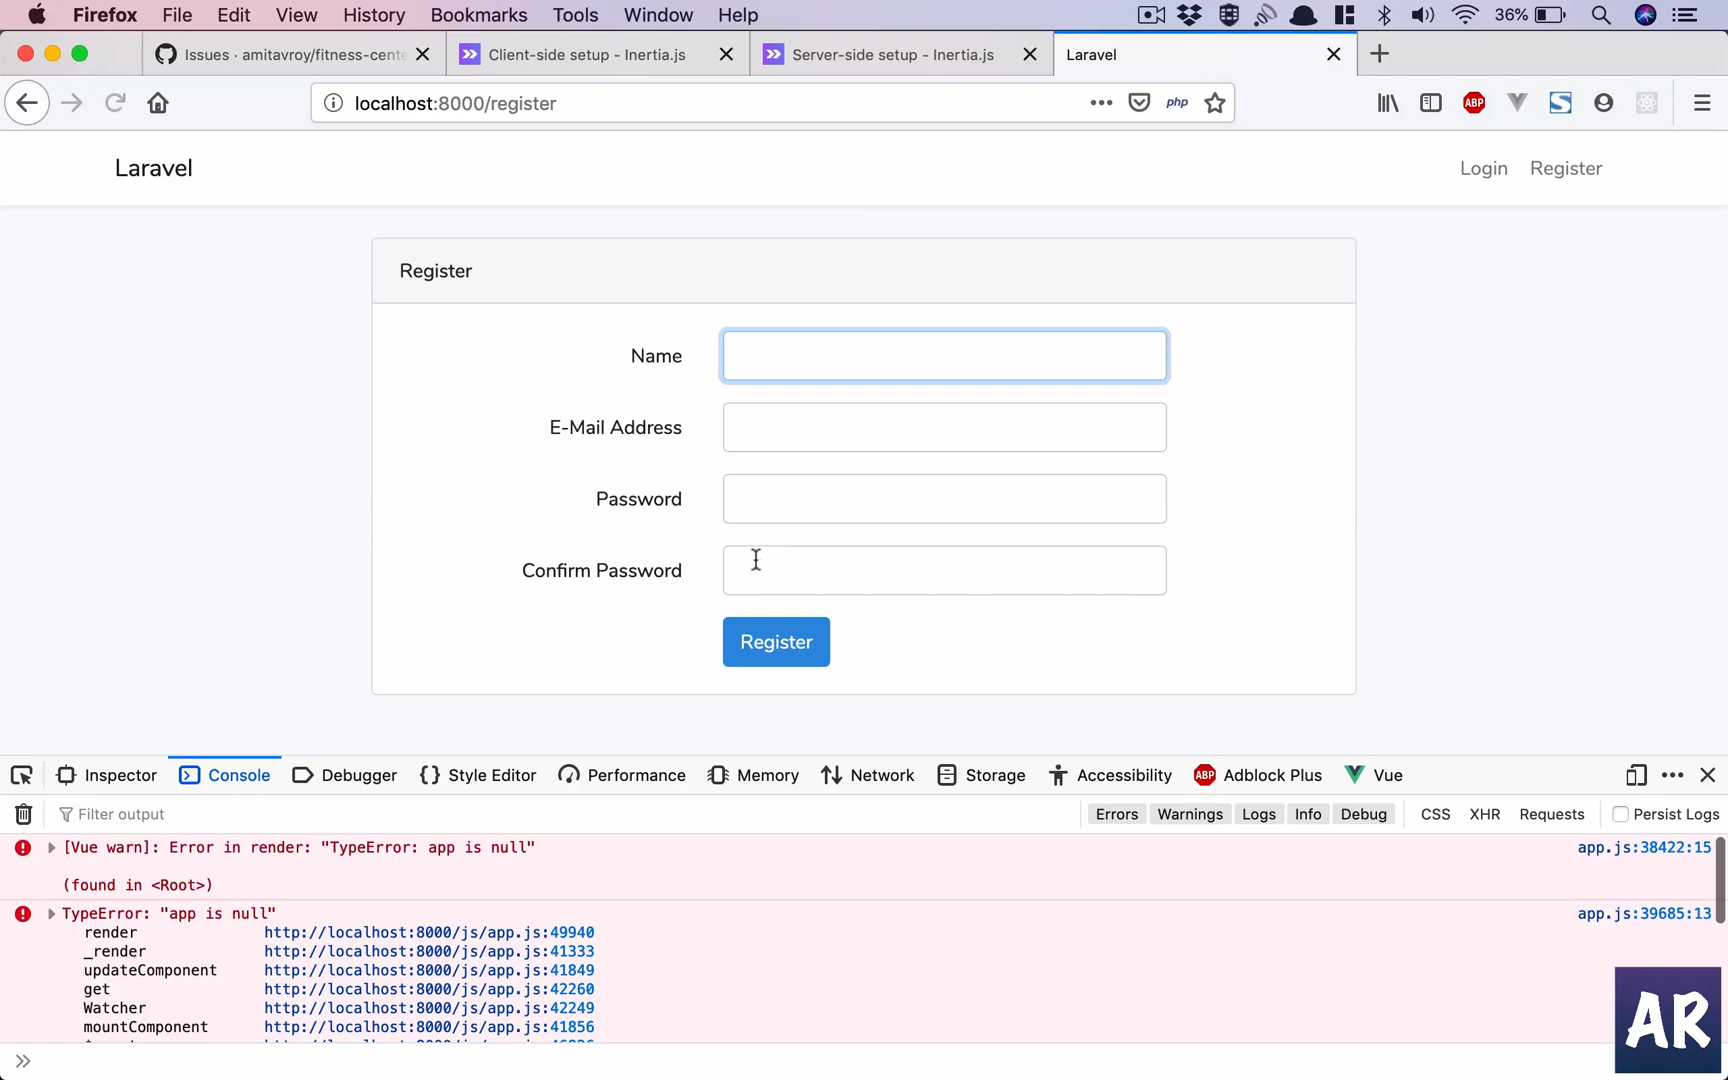 Firefox File Edit View History Bookmarks Tools Window Help 36%
Issues · amitavroy/fitness-cente Client-side setup - Inertia.js Server-side setup - Inertia.js Laravel
localhost:8000/register php ABP
Laravel Login Register
Register
Name
E-Mail Address
Password
Confirm Password
Register
Inspector Console Debugger Style Editor Performance Memory Network Storage Accessibility ABP Adblock Plus Vue
Filter output Errors Warnings Logs Info Debug CSS XHR Requests Persist Logs
[Vue warn]: Error in render: "TypeError: app is null" app.js:38422:15
(found in <Root>)
TypeError: "app is null" app.js:39685:13
render http://localhost:8000/js/app.js:49940
_render http://localhost:8000/js/app.js:41333
updateComponent http://localhost:8000/js/app.js:41849
get http://localhost:8000/js/app.js:42260
Watcher http://localhost:8000/js/app.js:42249
mountComponent http://localhost:8000/js/app.js:41856
AR